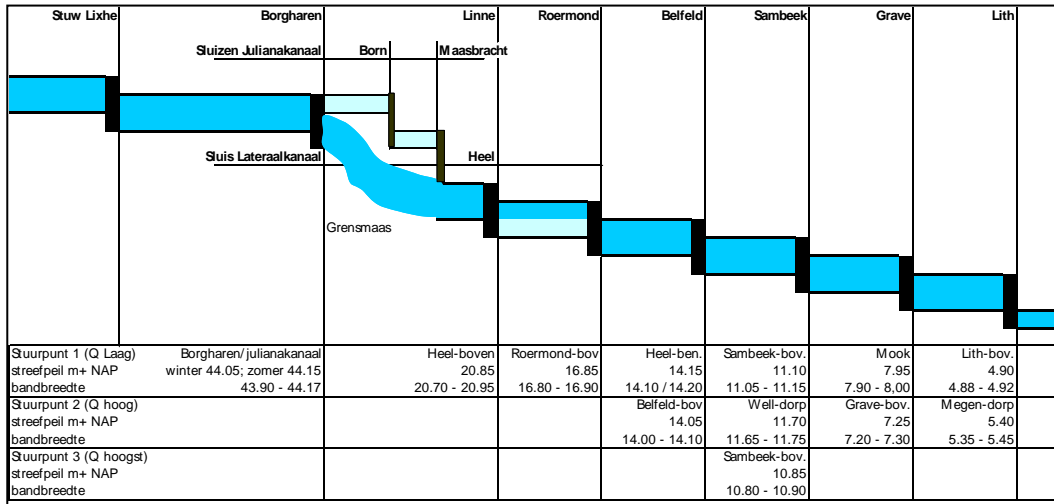 Stuw Lixhe Borgharen Linne Roermond Belfeld Sambeek Grave Lith
Sluizen Julianakanaal Born Maasbracht
Sluis Lateraalkanaal Heel
Grensmaas
Stuurpunt 1 (Q Laag) Borgharen/julianakanaal Heel-boven Roermond-bov Heel-ben. Sambeek-bov. Mook Lith-bov.
streefpeil m+ NAP winter 44.05; zomer 44.15 20.85 16.85 14.15 11.10 7.95 4.90
bandbreedte 43.90 - 44.17 20.70 - 20.95 16.80 - 16.90 14.10 / 14.20 11.05 - 11.15 7.90 - 8,00 4.88 - 4.92
Stuurpunt 2 (Q hoog) Belfeld-bov Well-dorp Grave-bov. Megen-dorp
streefpeil m+ NAP 14.05 11.70 7.25 5.40
bandbreedte 14.00 - 14.10 11.65 - 11.75 7.20 - 7.30 5.35 - 5.45
Stuurpunt 3 (Q hoogst) Sambeek-bov.
streefpeil m+ NAP 10.85
bandbreedte 10.80 - 10.90